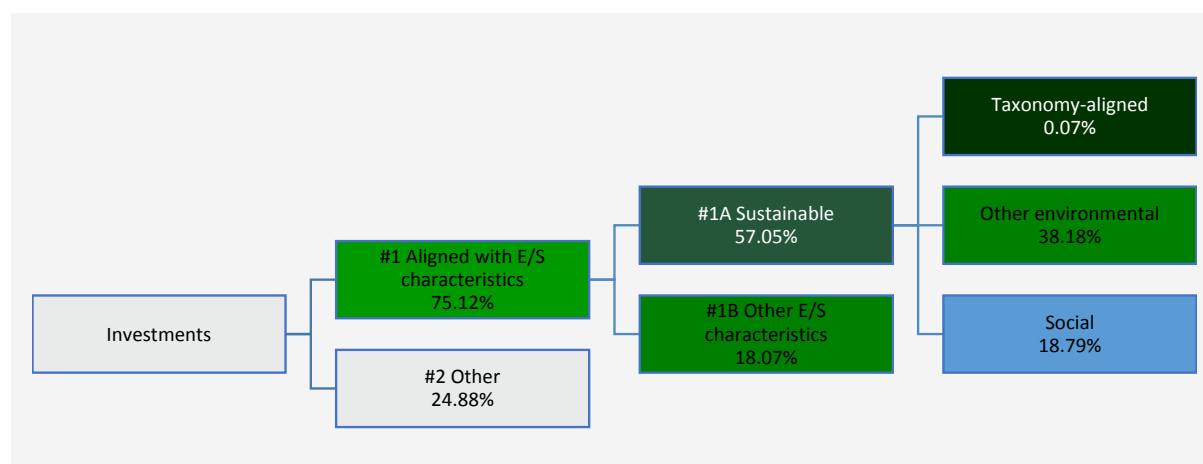 Investments
#1 Aligned with E/S
characteristics
75.12%
#2 Other
24.88%
#1A Sustainable
57.05%
#1B Other E/S
characteristics
18.07%
Taxonomy-aligned
0.07%
Other environmental
38.18%
Social
18.79%